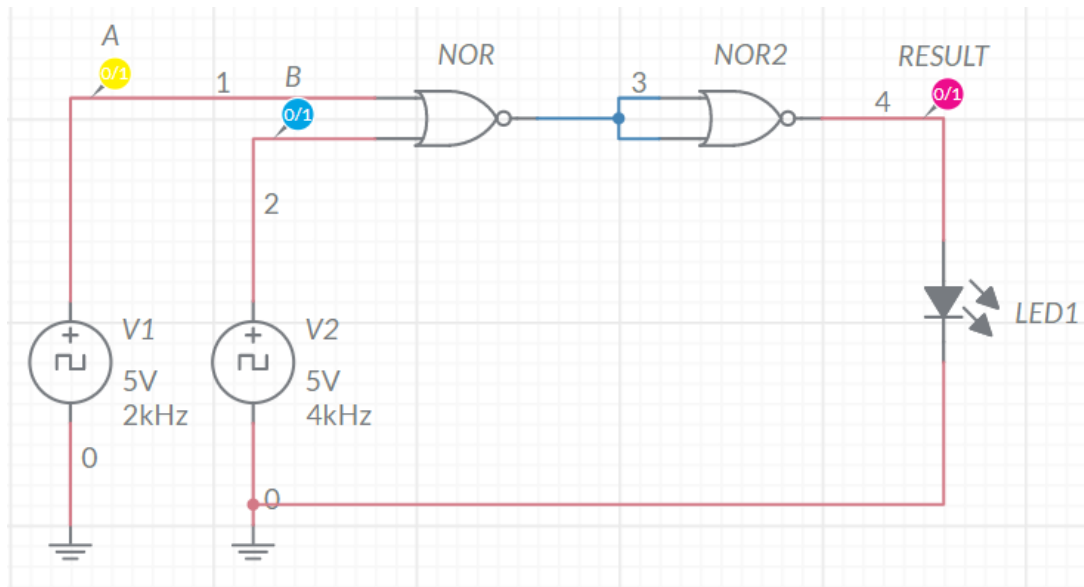 A
0/1
1
B
0/1
NOR
3
NOR2
4
RESULT
0/1
2
V1
5V
2kHz
V2
5V
4kHz
LED1
0
0